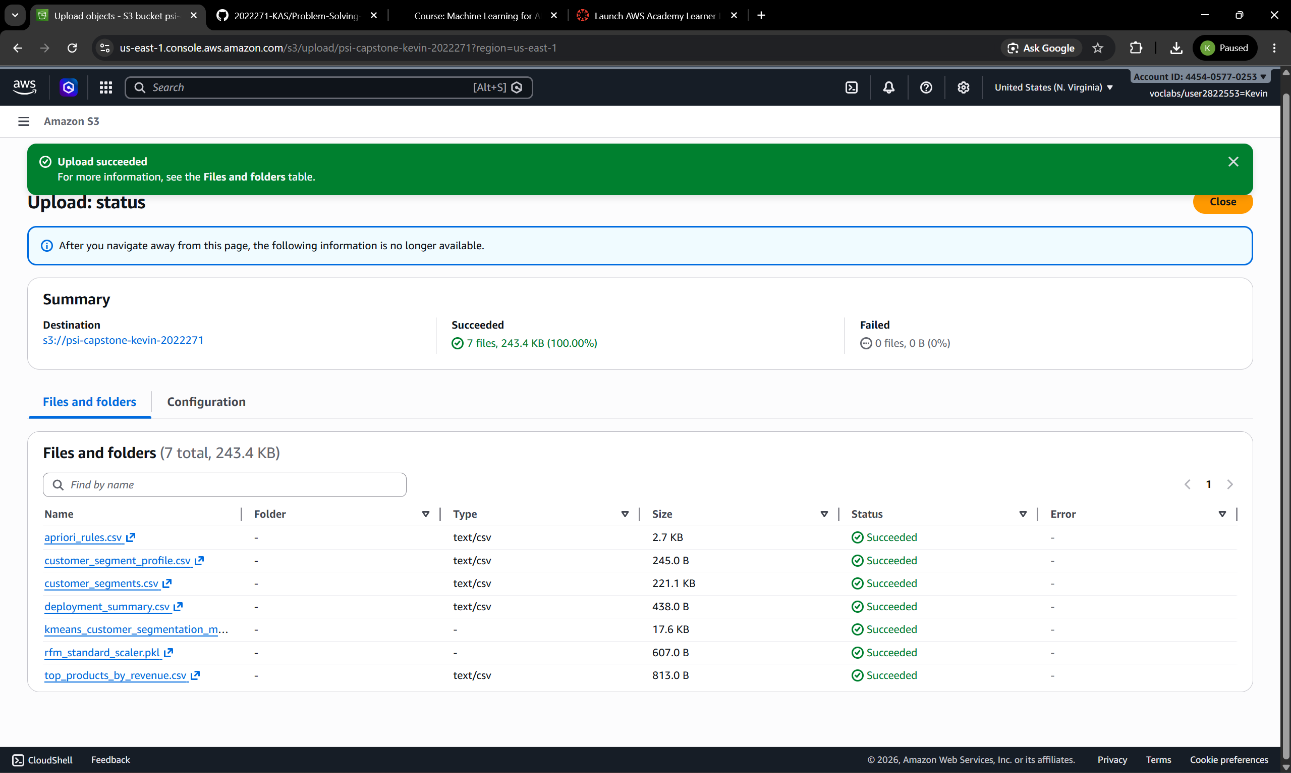 Upload objects - S3 bucket psi-
2022271-KAS/Problem-Solving-
Course: Machine Learning for A
Launch AWS Academy Learner
us-east-1.console.aws.amazon.com/s3/upload/psi-capstone-kevin-2022271?region=us-east-1
Ask Google
K Paused
aws
Search
[Alt+S]
United States (N. Virginia)
Account ID: 4454-0577-0253
voclabs/user2822553=Kevin
Amazon S3
Upload succeeded
For more information, see the Files and folders table.
Upload: status
Close
After you navigate away from this page, the following information is no longer available.
Summary
Destination
s3://psi-capstone-kevin-2022271
Succeeded
7 files, 243.4 KB (100.00%)
Failed
0 files, 0 B (0%)
Files and folders
Configuration
Files and folders (7 total, 243.4 KB)
Find by name
1
Name Folder Type Size Status Error
apriori_rules.csv - text/csv 2.7 KB Succeeded -
customer_segment_profile.csv - text/csv 245.0 B Succeeded -
customer_segments.csv - text/csv 221.1 KB Succeeded -
deployment_summary.csv - text/csv 438.0 B Succeeded -
kmeans_customer_segmentation_m... - - 17.6 KB Succeeded -
rfm_standard_scaler.pkl - - 607.0 B Succeeded -
top_products_by_revenue.csv - text/csv 813.0 B Succeeded -
CloudShell
Feedback
© 2026, Amazon Web Services, Inc. or its affiliates.
Privacy
Terms
Cookie preferences